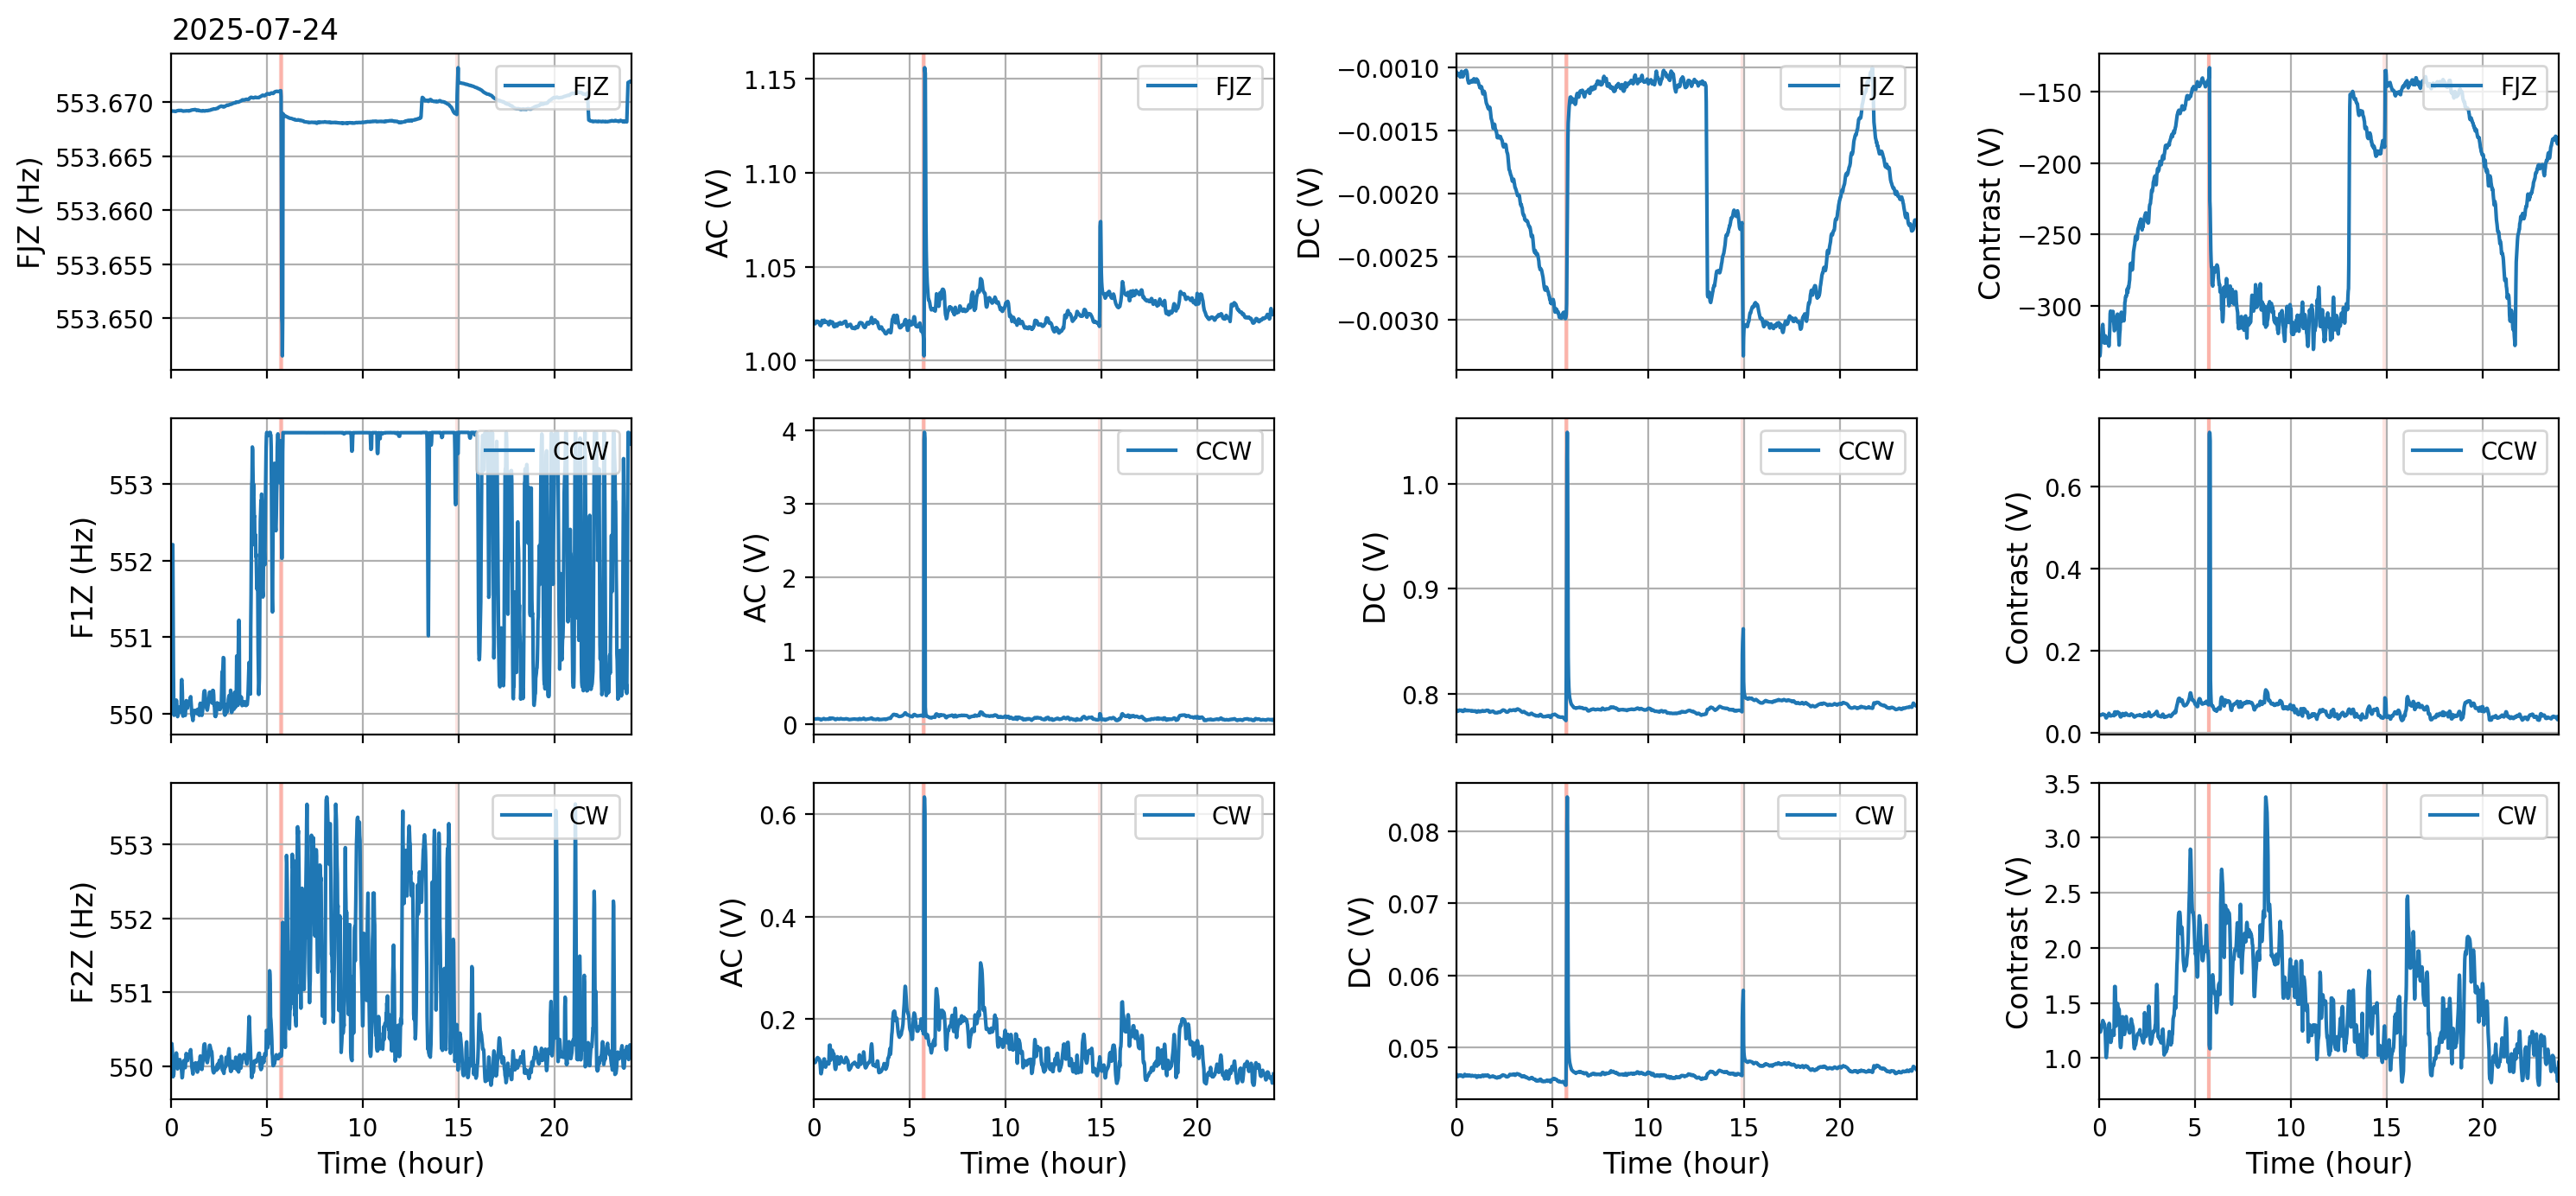 2025-07-24
FJZ (Hz)
553.670
553.665
553.660
553.655
553.650
FJZ
AC (V)
1.15
1.10
1.05
1.00
FJZ
DC (V)
−0.0010
−0.0015
−0.0020
−0.0025
−0.0030
FJZ
Contrast (V)
−150
−200
−250
−300
FJZ
F1Z (Hz)
553
552
551
550
CCW
AC (V)
4
3
2
1
0
CCW
DC (V)
1.0
0.9
0.8
CCW
Contrast (V)
0.6
0.4
0.2
0.0
CCW
F2Z (Hz)
553
552
551
550
CW
0 5 10 15 20
Time (hour)
AC (V)
0.6
0.4
0.2
CW
0 5 10 15 20
Time (hour)
DC (V)
0.08
0.07
0.06
0.05
CW
0 5 10 15 20
Time (hour)
Contrast (V)
3.5
3.0
2.5
2.0
1.5
1.0
CW
0 5 10 15 20
Time (hour)